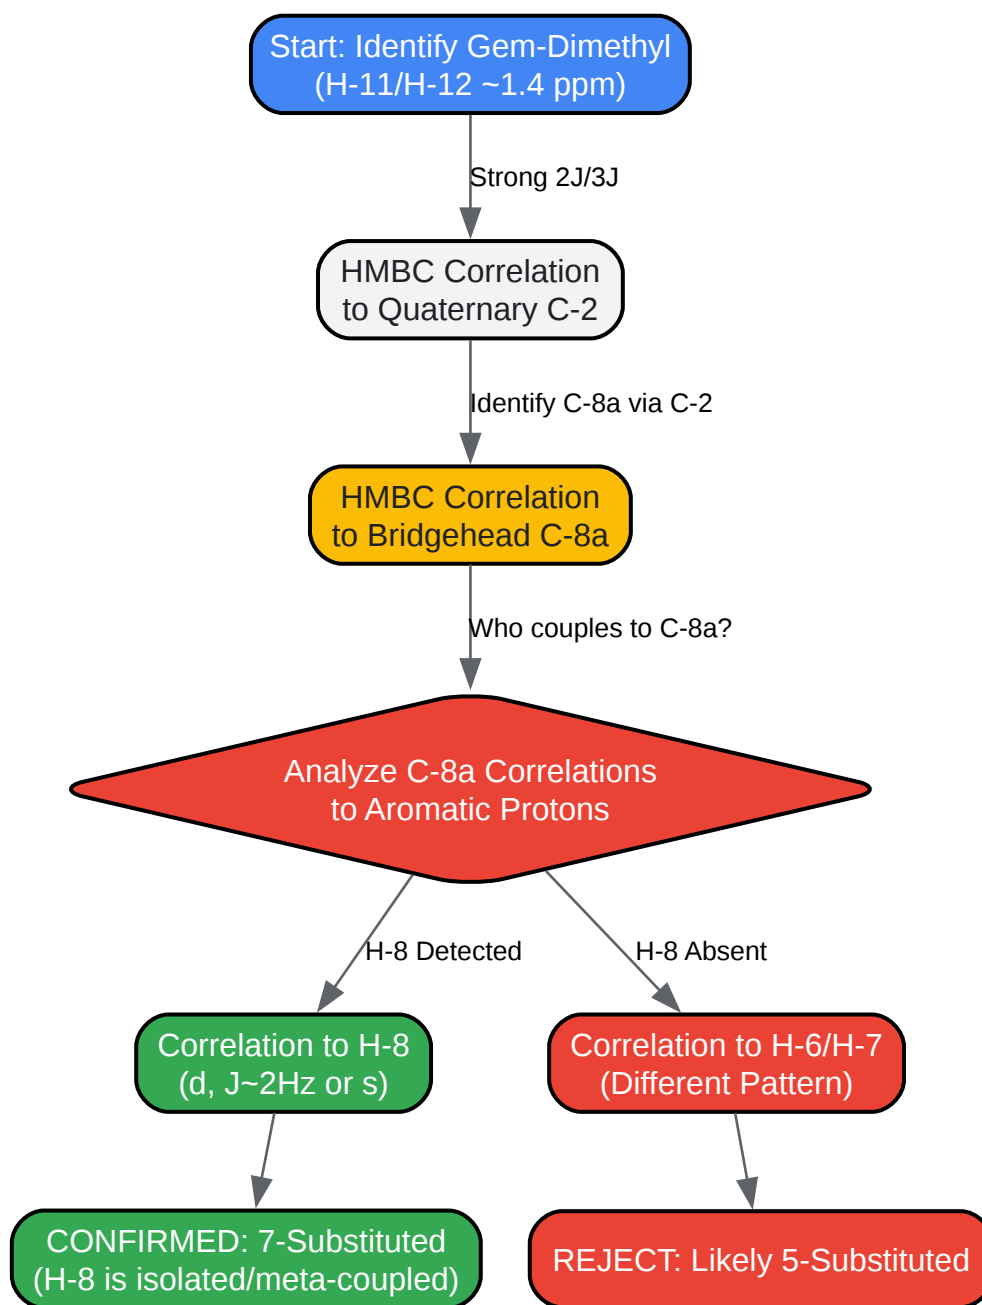 Start: Identify Gem-Dimethyl
(H-11/H-12 ~1.4 ppm)
Strong 2J/3J
HMBC Correlation
to Quaternary C-2
Identify C-8a via C-2
HMBC Correlation
to Bridgehead C-8a
Who couples to C-8a?
Analyze C-8a Correlations
to Aromatic Protons
H-8 Detected
H-8 Absent
Correlation to H-8
(d, J~2Hz or s)
Correlation to H-6/H-7
(Different Pattern)
CONFIRMED: 7-Substituted
(H-8 is isolated/meta-coupled)
REJECT: Likely 5-Substituted